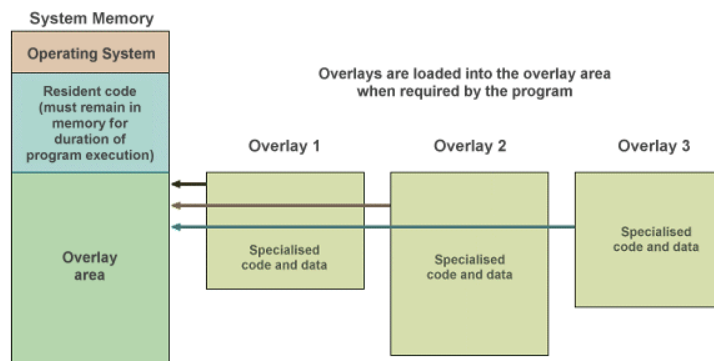 System Memory
Operating System
Resident code
(must remain in
memory for
duration of
program execution)
Overlay
area
Overlays are loaded into the overlay area
when required by the program
Overlay 1
Specialised
code and data
Overlay 2
Specialised
code and data
Overlay 3
Specialised
code and data